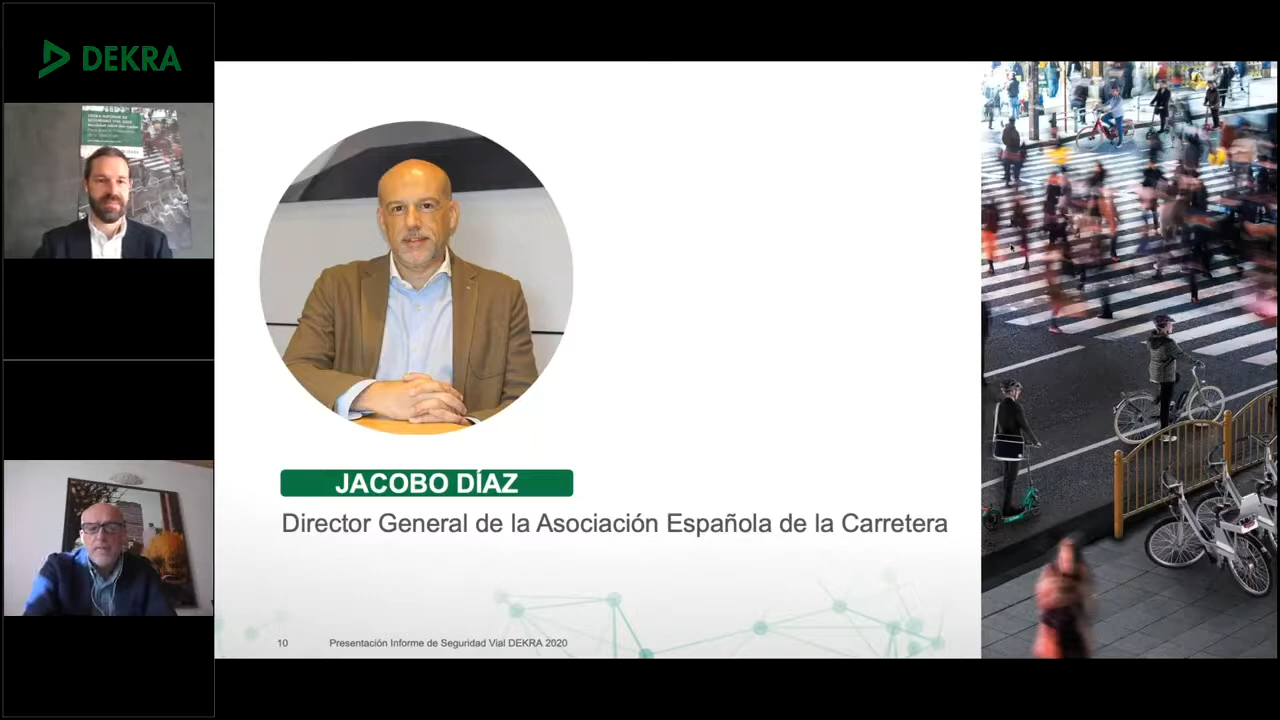 DEKRA
JACOBO DÍAZ
Director General de la Asociación Española de la Carretera
10
Presentación Informe de Seguridad Vial DEKRA 2020